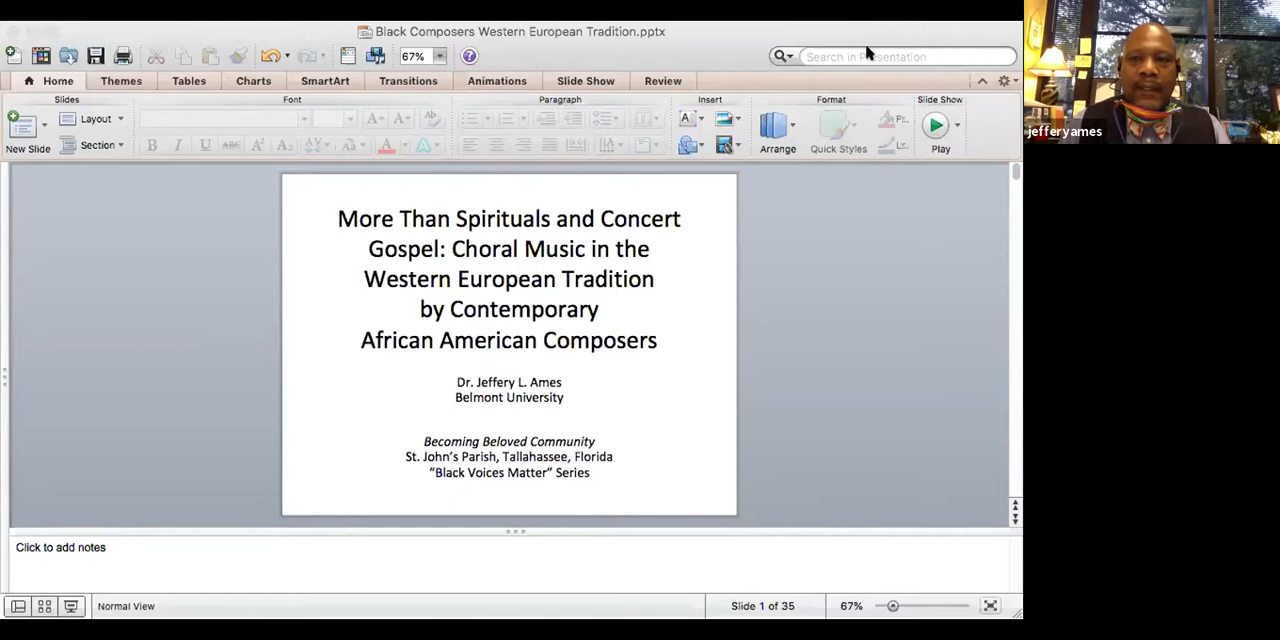 Black Composers Western European Tradition.pptx
67%
Search in Presentation
Home
Themes
Tables
Charts
SmartArt
Transitions
Animations
Slide Show
Review
Slides
Font
Paragraph
Insert
Format
Slide Show
Layout
Section
New Slide
Arrange
Quick Styles
Play
jefferyames
More Than Spirituals and Concert
Gospel: Choral Music in the
Western European Tradition
by Contemporary
African American Composers
Dr. Jeffery L. Ames
Belmont University
Becoming Beloved Community
St. John's Parish, Tallahassee, Florida
“Black Voices Matter” Series
Click to add notes
Normal View
Slide 1 of 35
67%